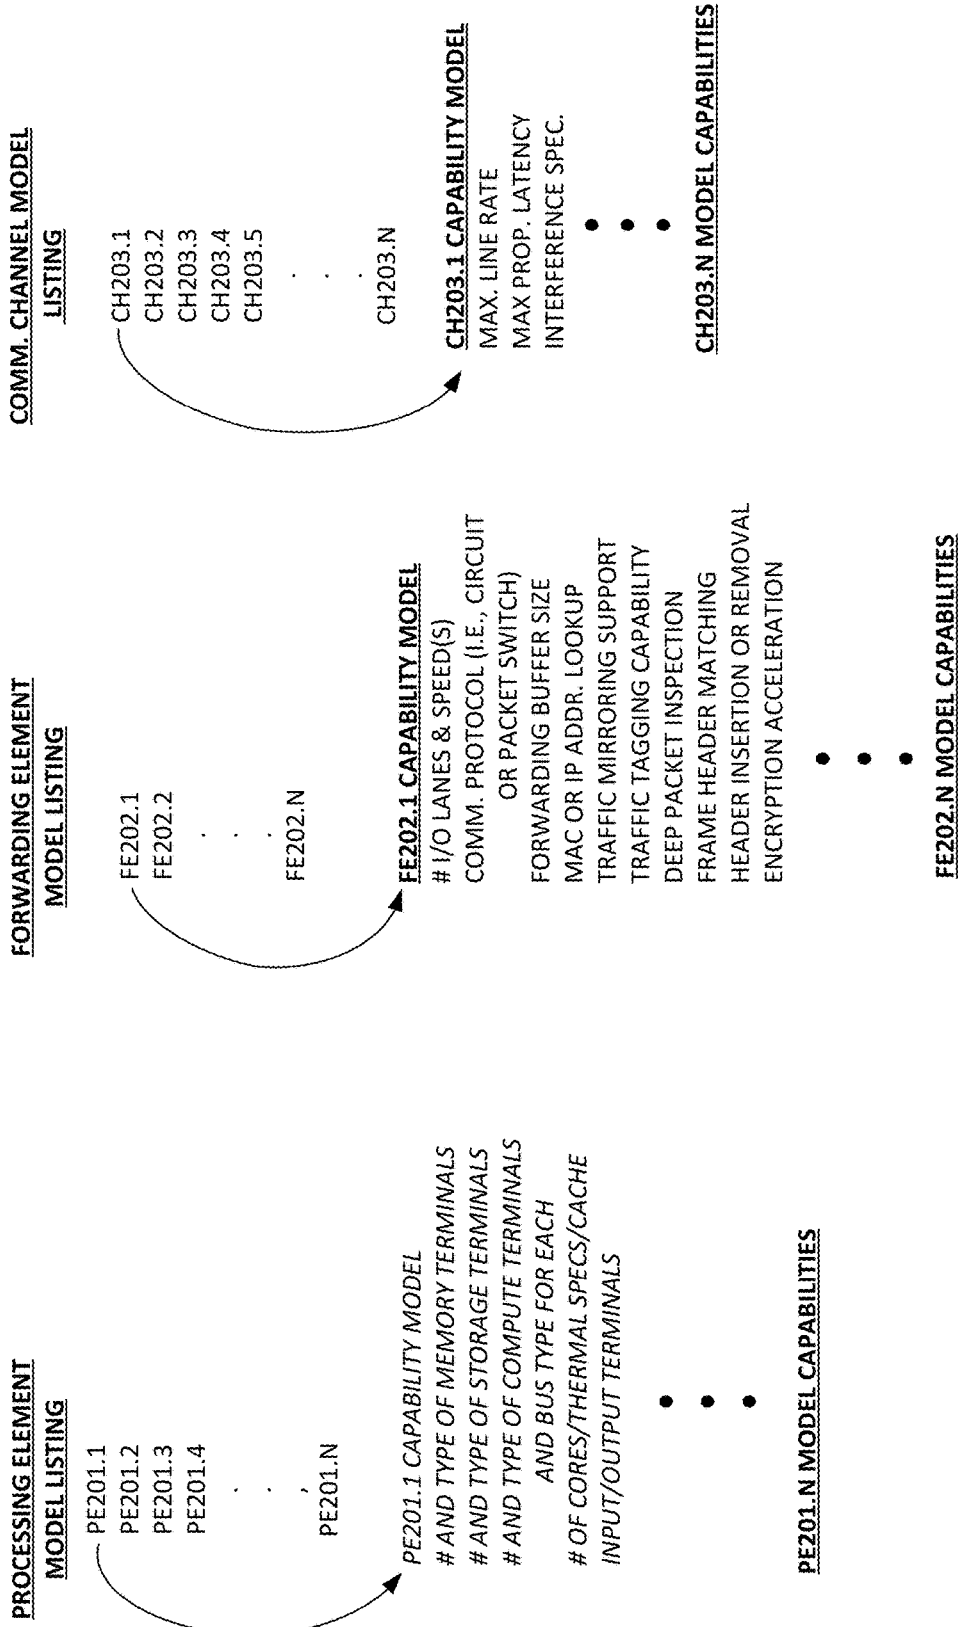 PROCESSING ELEMENT
MODEL LISTING
PE201.1
PE201.2
PE201.3
PE201.4
PE201.N
PE201.1 CAPABILITY MODEL
# AND TYPE OF MEMORY TERMINALS
# AND TYPE OF STORAGE TERMINALS
# AND TYPE OF COMPUTE TERMINALS
AND BUS TYPE FOR EACH
# OF CORES/THERMAL SPECS/CACHE
INPUT/OUTPUT TERMINALS
PE201.N MODEL CAPABILITIES
FORWARDING ELEMENT
MODEL LISTING
FE202.1
FE202.2
FE202.N
FE202.1 CAPABILITY MODEL
# I/O LANES & SPEED(S)
COMM. PROTOCOL (I.E., CIRCUIT
OR PACKET SWITCH)
FORWARDING BUFFER SIZE
MAC OR IP ADDR. LOOKUP
TRAFFIC MIRRORING SUPPORT
TRAFFIC TAGGING CAPABILITY
DEEP PACKET INSPECTION
FRAME HEADER MATCHING
HEADER INSERTION OR REMOVAL
ENCRYPTION ACCELERATION
FE202.N MODEL CAPABILITIES
COMM. CHANNEL MODEL
LISTING
CH203.1
CH203.2
CH203.3
CH203.4
CH203.5
CH203.N
CH203.1 CAPABILITY MODEL
MAX. LINE RATE
MAX PROP. LATENCY
INTERFERENCE SPEC.
CH203.N MODEL CAPABILITIES